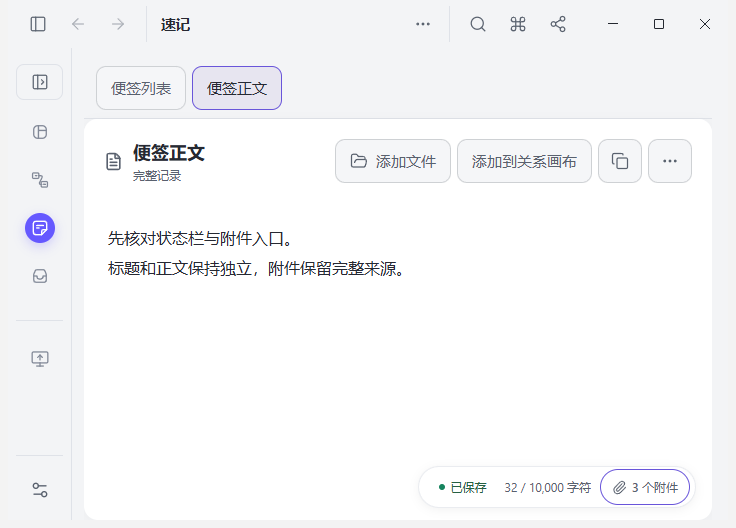 速记
便签列表
便签正文
便签正文
完整记录
添加文件
添加到关系画布
先核对状态栏与附件入口。
标题和正文保持独立，附件保留完整来源。
已保存
32 / 10,000 字符
3 个附件